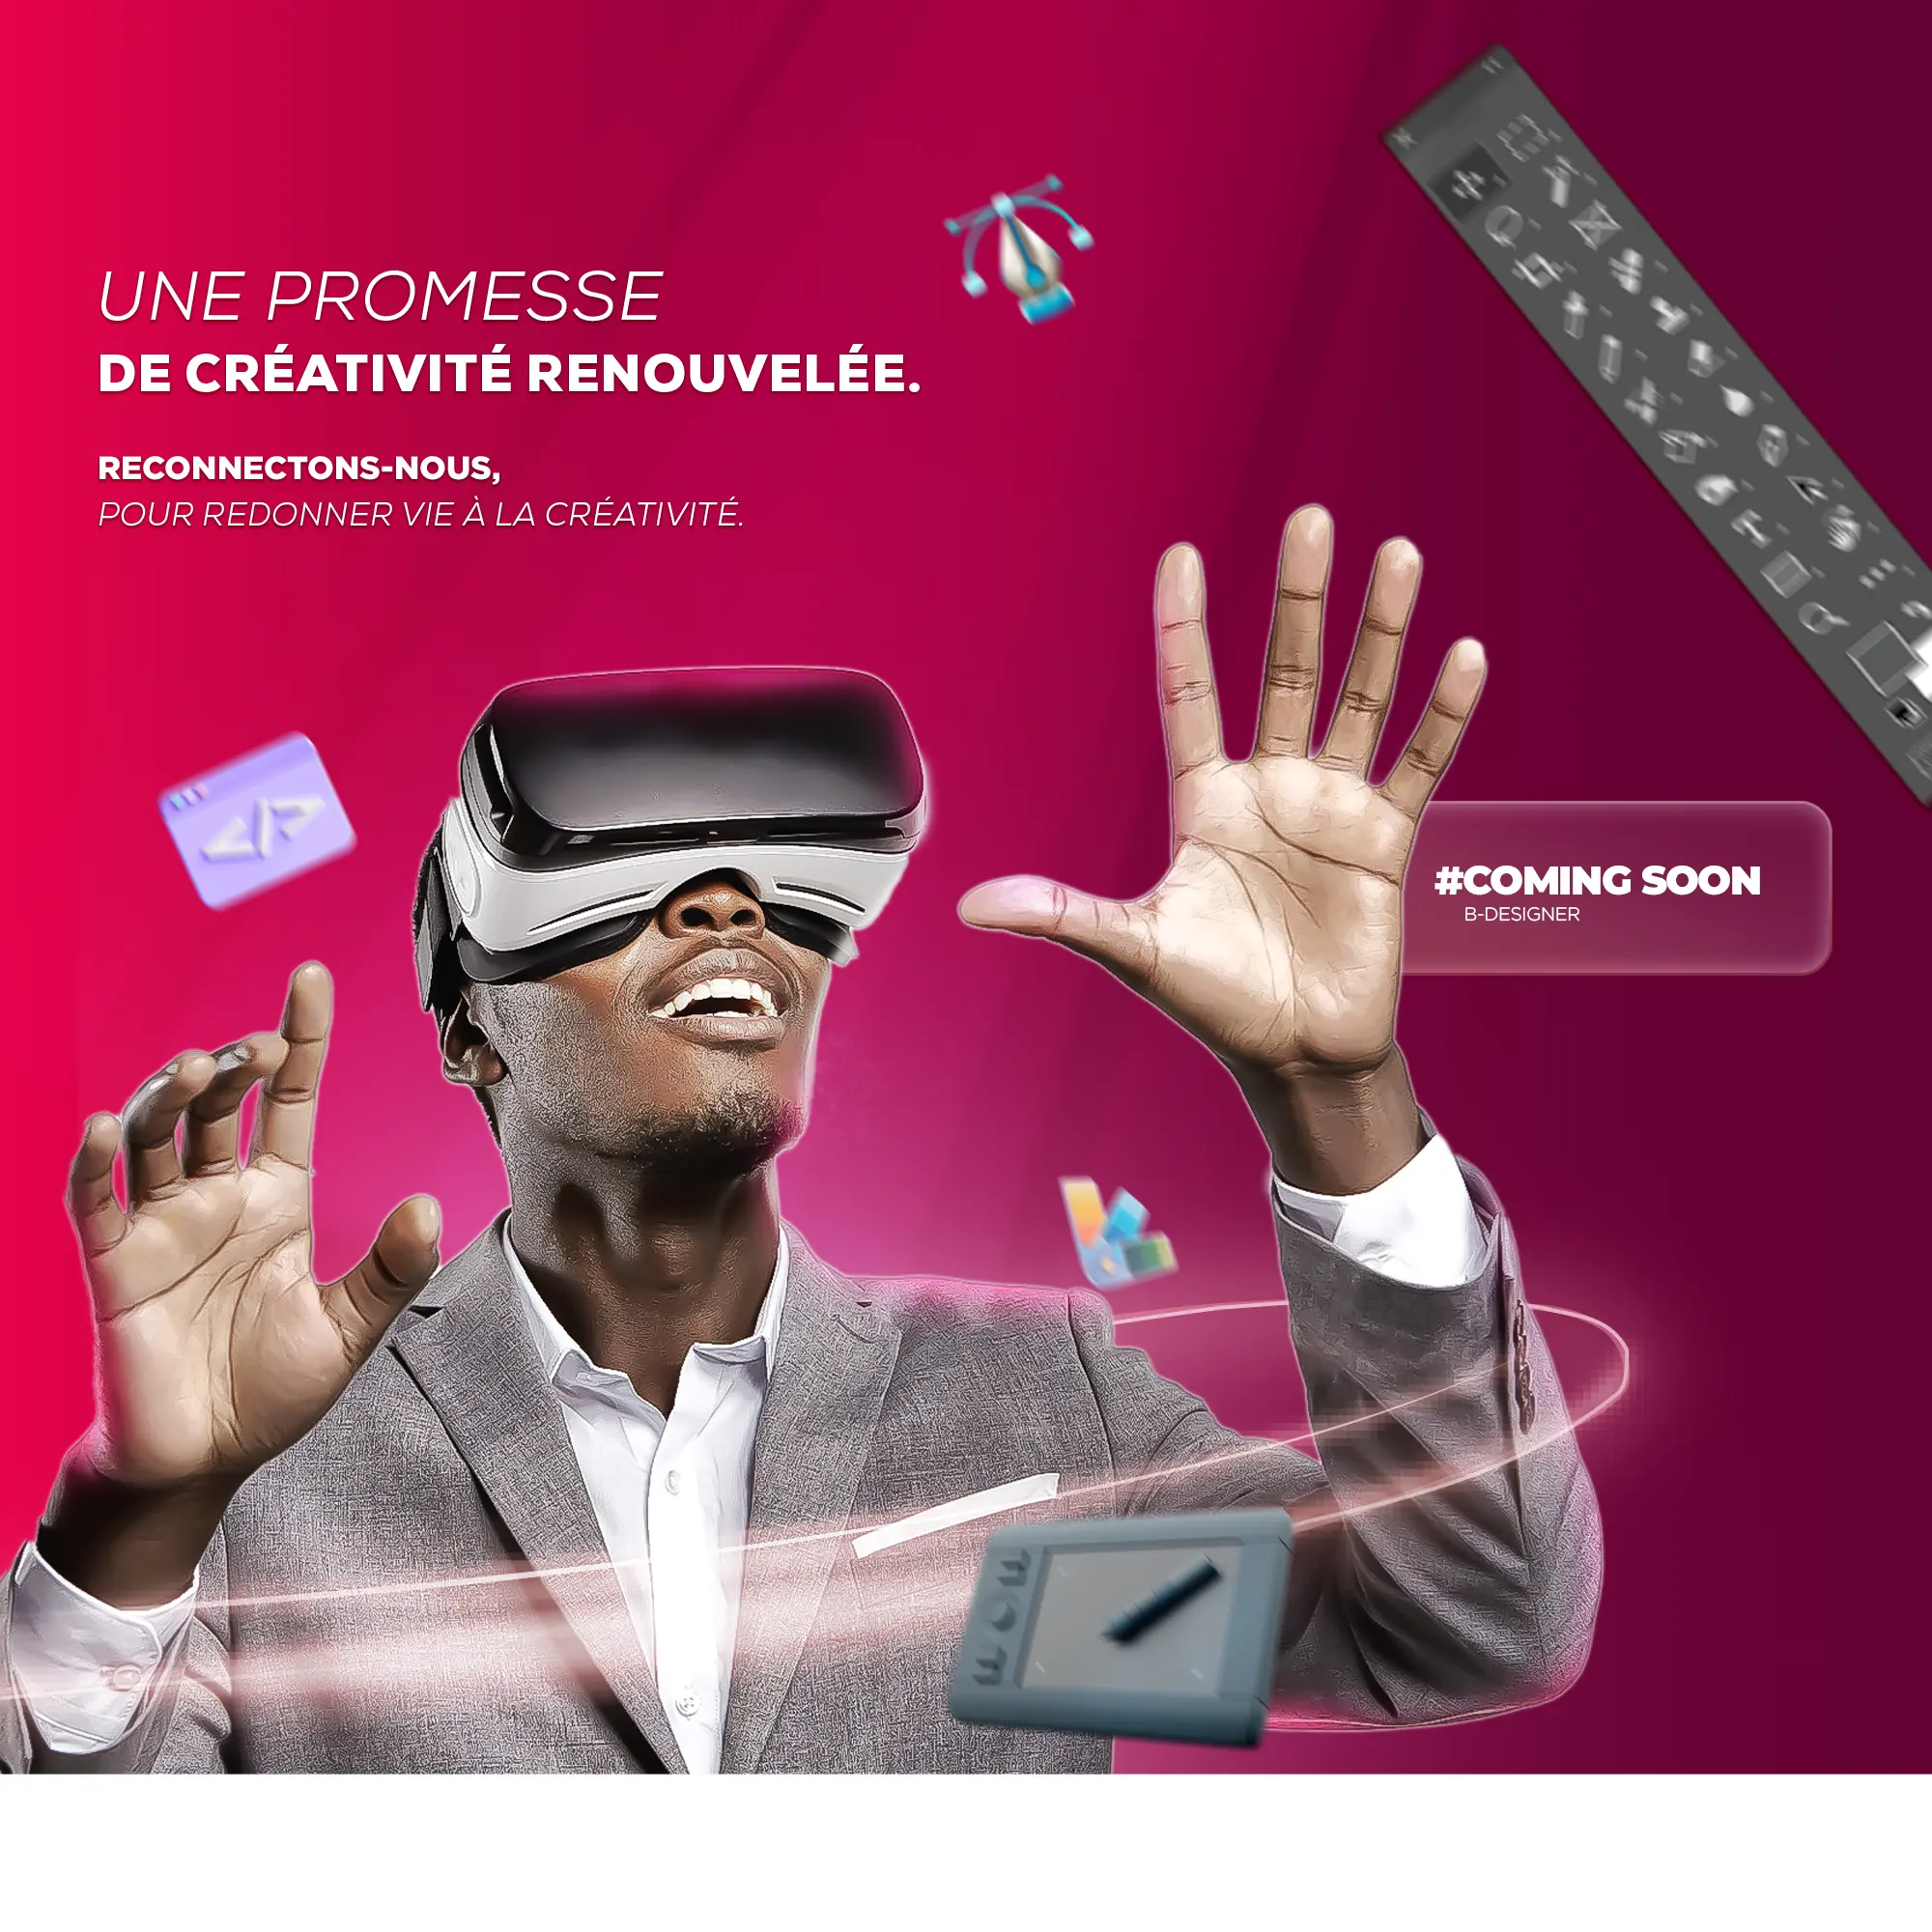 UNE PROMESSE
DE CRÉATIVITÉ RENOUVELÉE.
RECONNECTONS-NOUS,
POUR REDONNER VIE À LA CRÉATIVITÉ.
#COMING SOON
B-DESIGNER